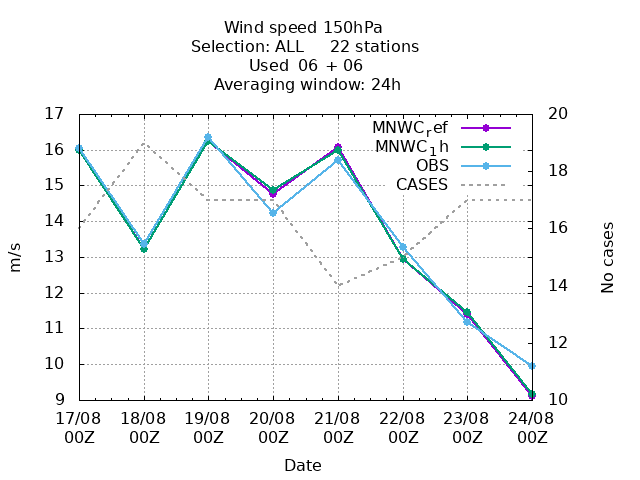 Wind speed 150hPa
Selection: ALL 22 stations
Used 06 + 06
Averaging window: 24h
17
16
15
14
13
12
11
10
9
m/s
20
18
16
14
12
10
No cases
MNWC_ref
MNWC_1h
OBS
CASES
17/08 18/08 19/08 20/08 21/08 22/08 23/08 24/08
00Z 00Z 00Z 00Z 00Z 00Z 00Z 00Z
Date